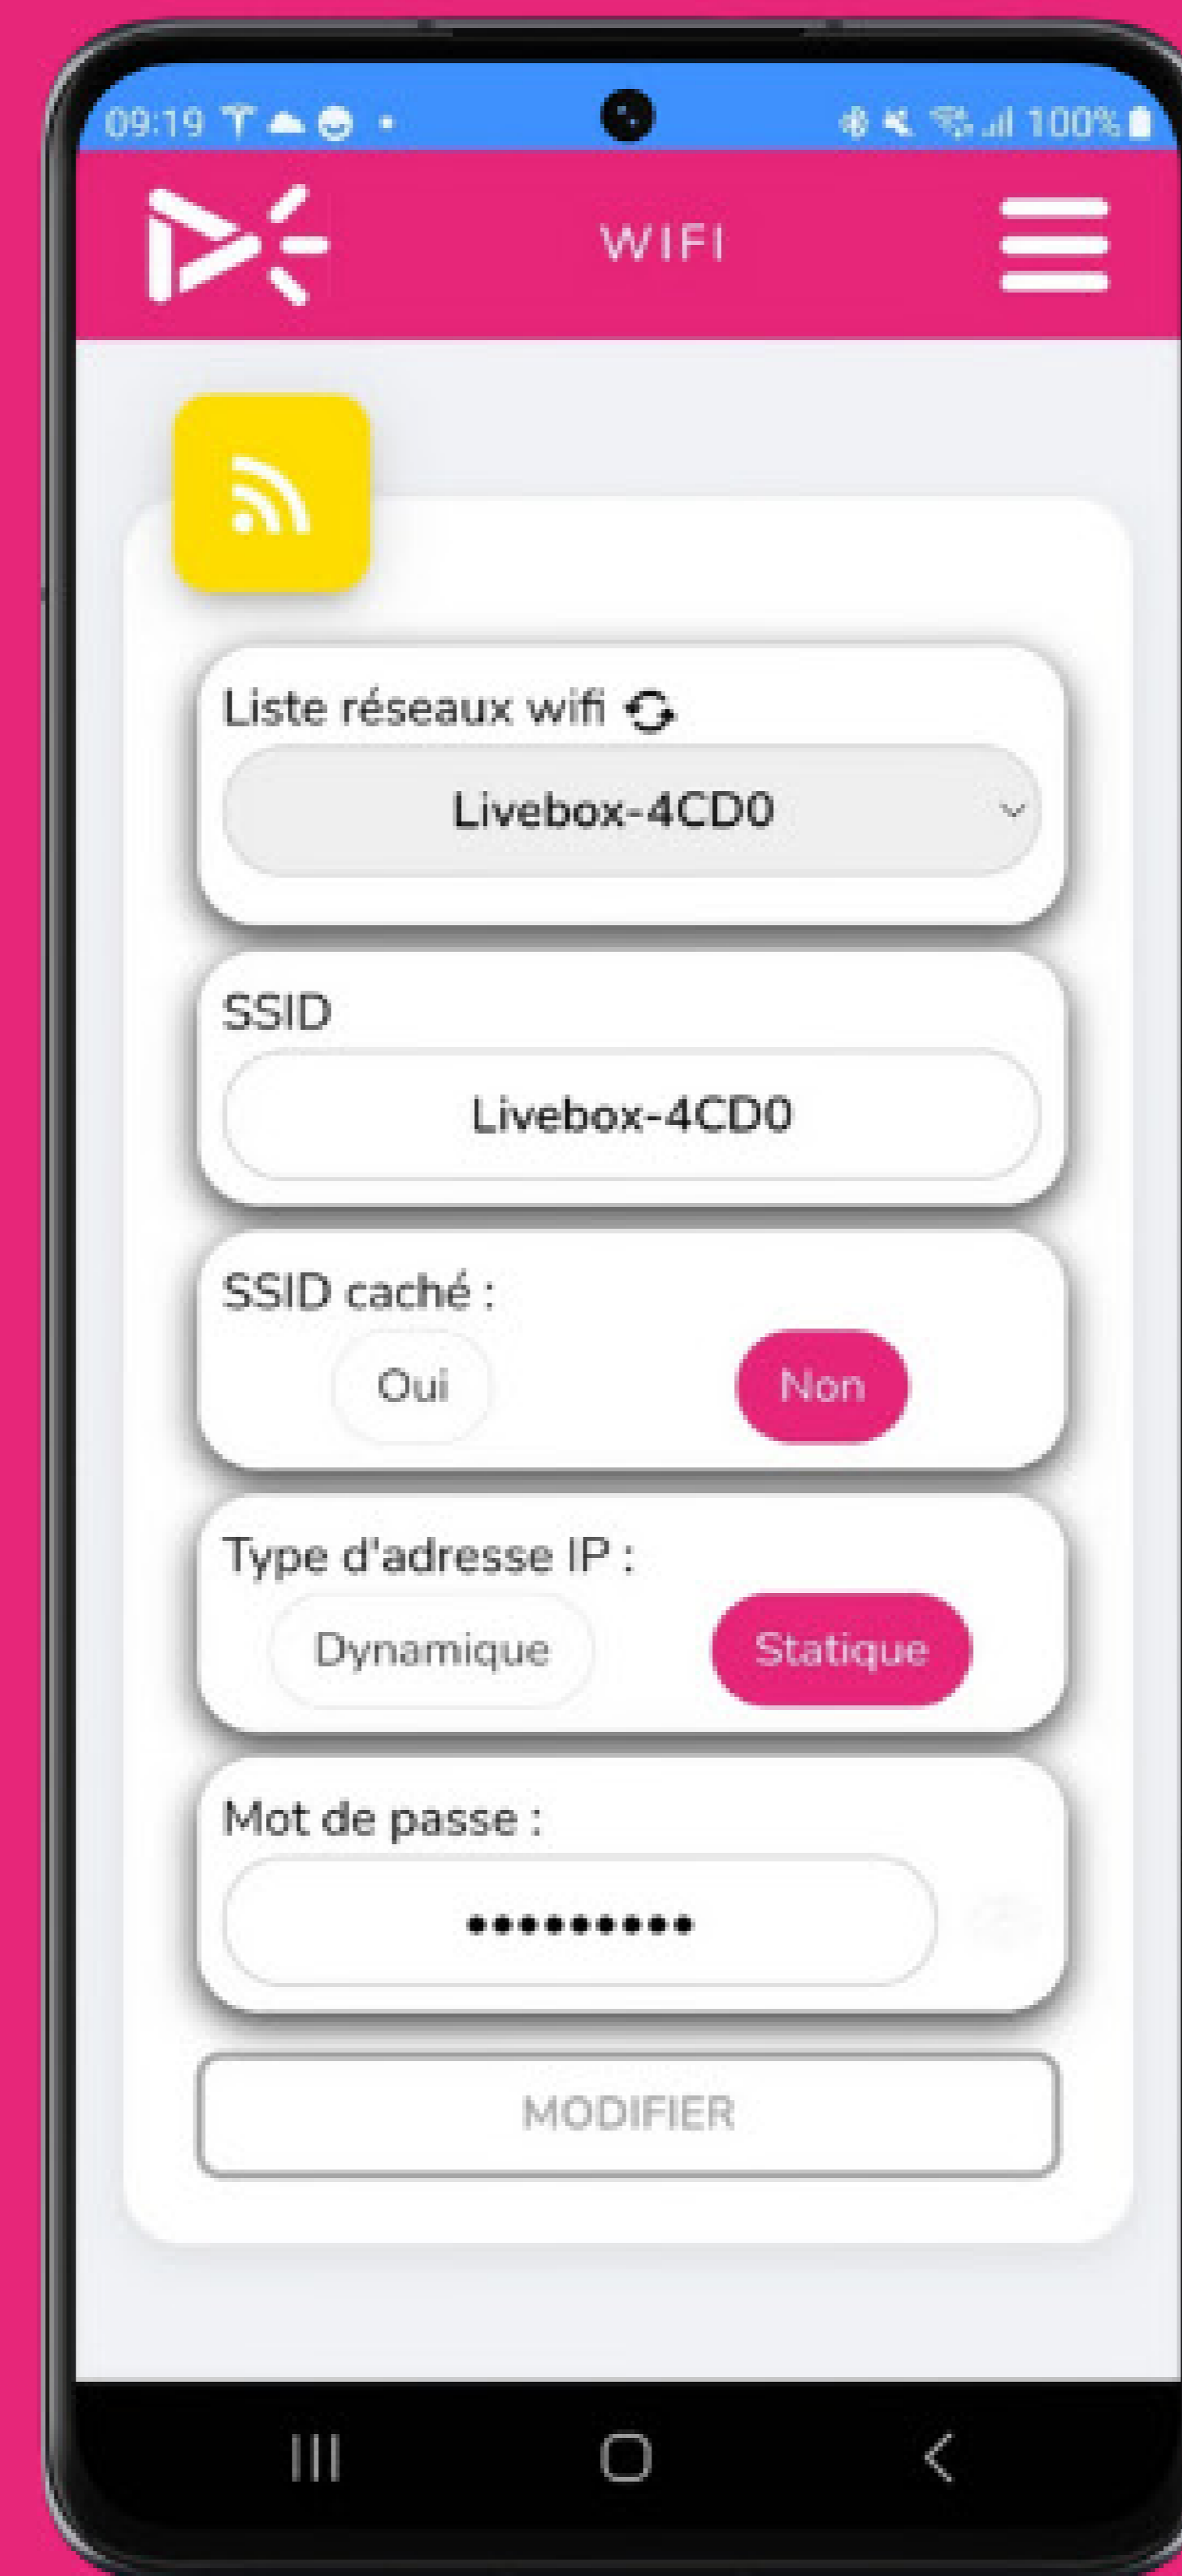 09:19 100%
WIFI
Liste réseaux wifi
Livebox-4CD0
SSID
Livebox-4CD0
SSID caché :
Oui Non
Type d'adresse IP :
Dynamique Statique
Mot de passe :
•••••••••
MODIFIER